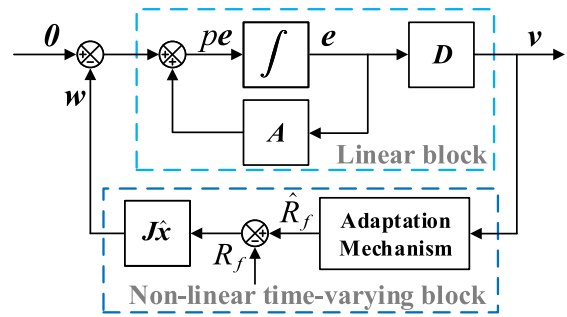 0
pe
∫
e
D
v
w
A
Linear block
Jx̂
R̂f
Rf
Adaptation
Mechanism
Non-linear time-varying block